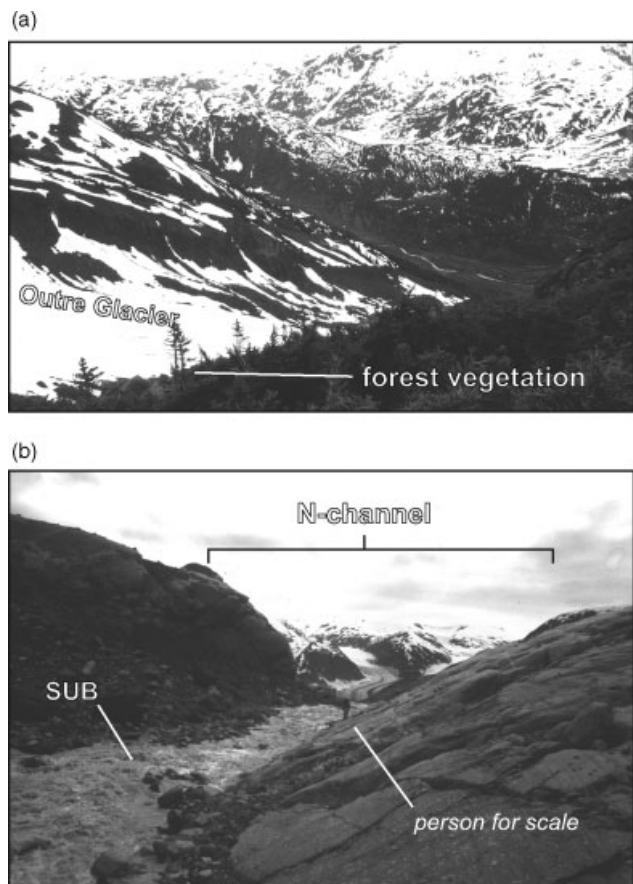 (a)
Outre Glacier
forest vegetation
(b)
N-channel
SUB
person for scale